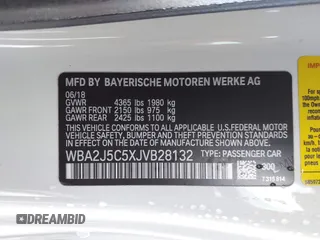 MFD BY BAYERISCHE MOTOREN WERKE AG
06/18
GVWR 4365 lbs 1980 kg
GAWR FRONT 2150 lbs 975 kg
GAWR REAR 2425 lbs 1100 kg
THIS VEHICLE CONFORMS TO ALL APPLICABLE U.S.FEDERAL MOTOR
VEHICLE SAFETY, BUMPER, AND THEFT PREVENTION STANDARDS IN
EFFECT ON THE DATE OF MANUFACTURE SHOWN ABOVE.
WBA2J5C5XJVB28132 TYPE: PASSENGER CAR
300
7315814
DREAMBID